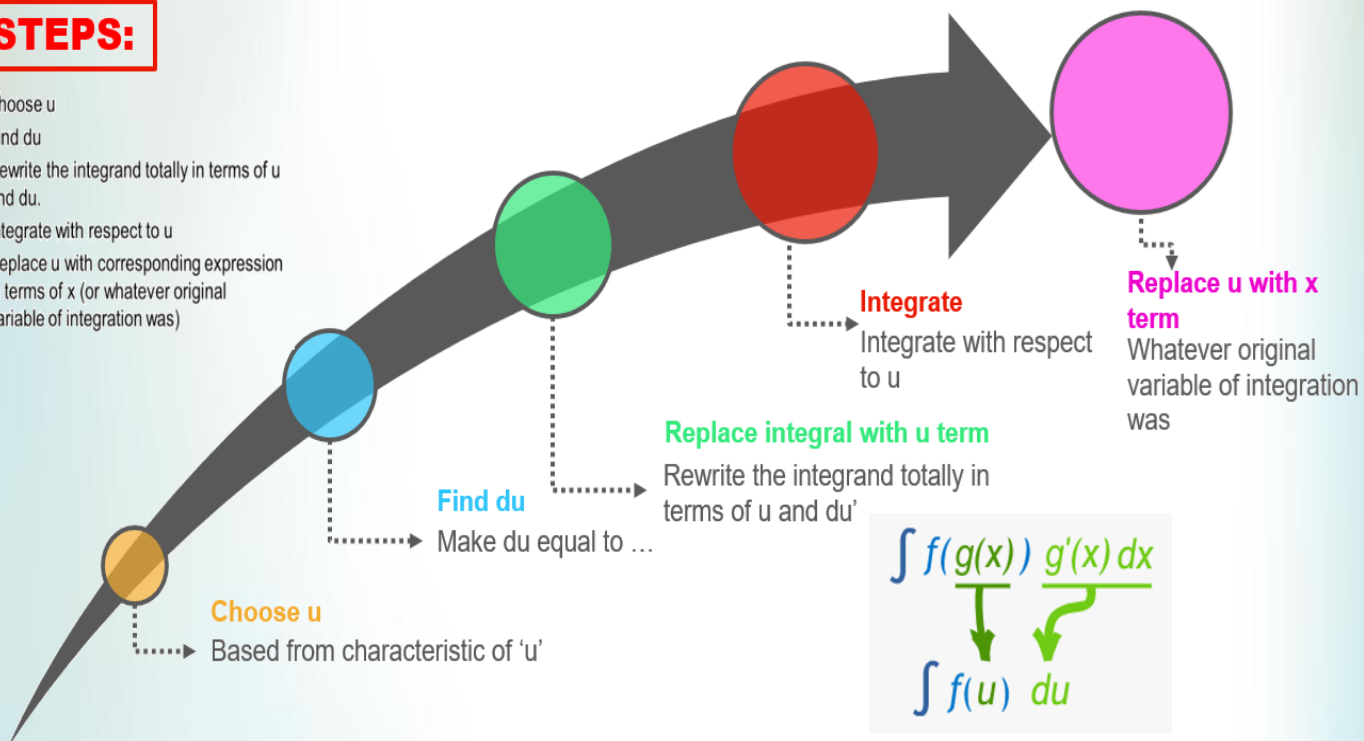 STEPS:
hoose u
ind du
ewrite the integrand totally in terms of u
nd du.
tegrate with respect to u
eplace u with corresponding expression
terms of x (or whatever original
ariable of integration was)
Choose u
Based from characteristic of ‘u’
Find du
Make du equal to …
Replace integral with u term
Rewrite the integrand totally in
terms of u and du’
Integrate
Integrate with respect
to u
Replace u with x
term
Whatever original
variable of integration
was
∫ f(g(x)) g'(x) dx
∫ f(u) du